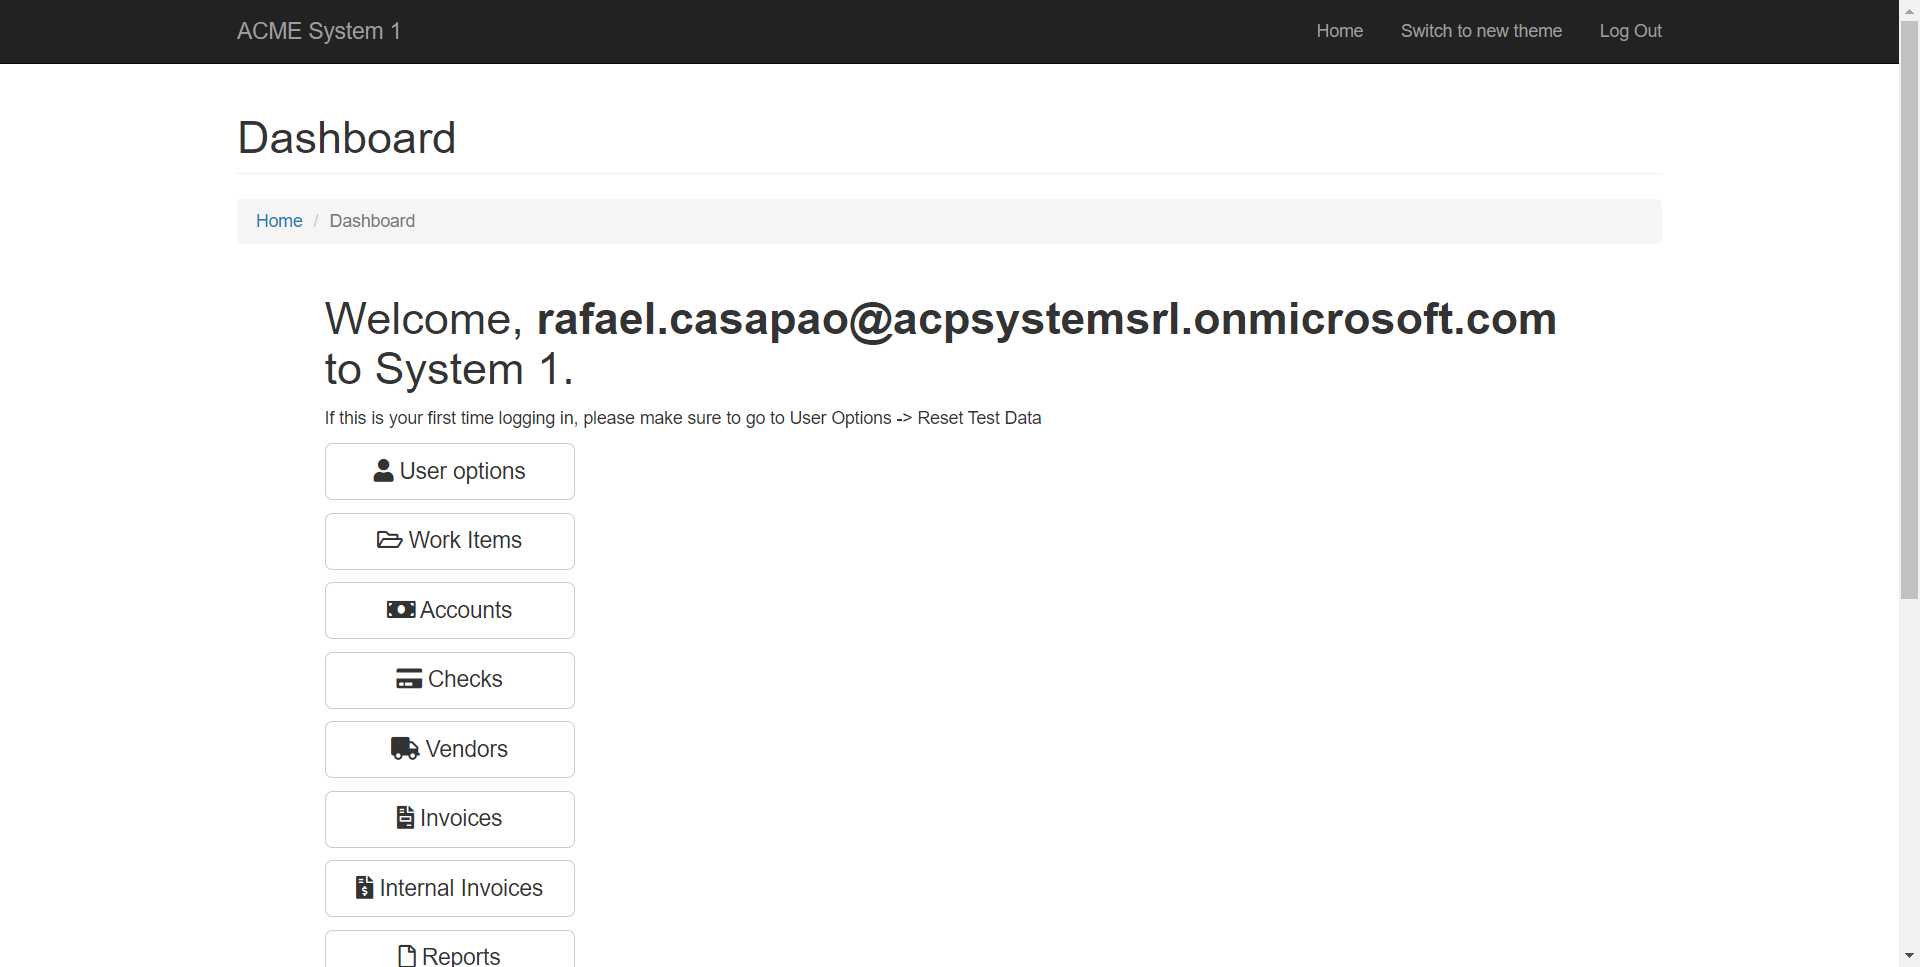 ACME System 1
Home
Switch to new theme
Log Out
Dashboard
Home / Dashboard
Welcome, rafael.casapao@acpsystemsrl.onmicrosoft.com
to System 1.
If this is your first time logging in, please make sure to go to User Options -> Reset Test Data
User options
Work Items
Accounts
Checks
Vendors
Invoices
Internal Invoices
Reports